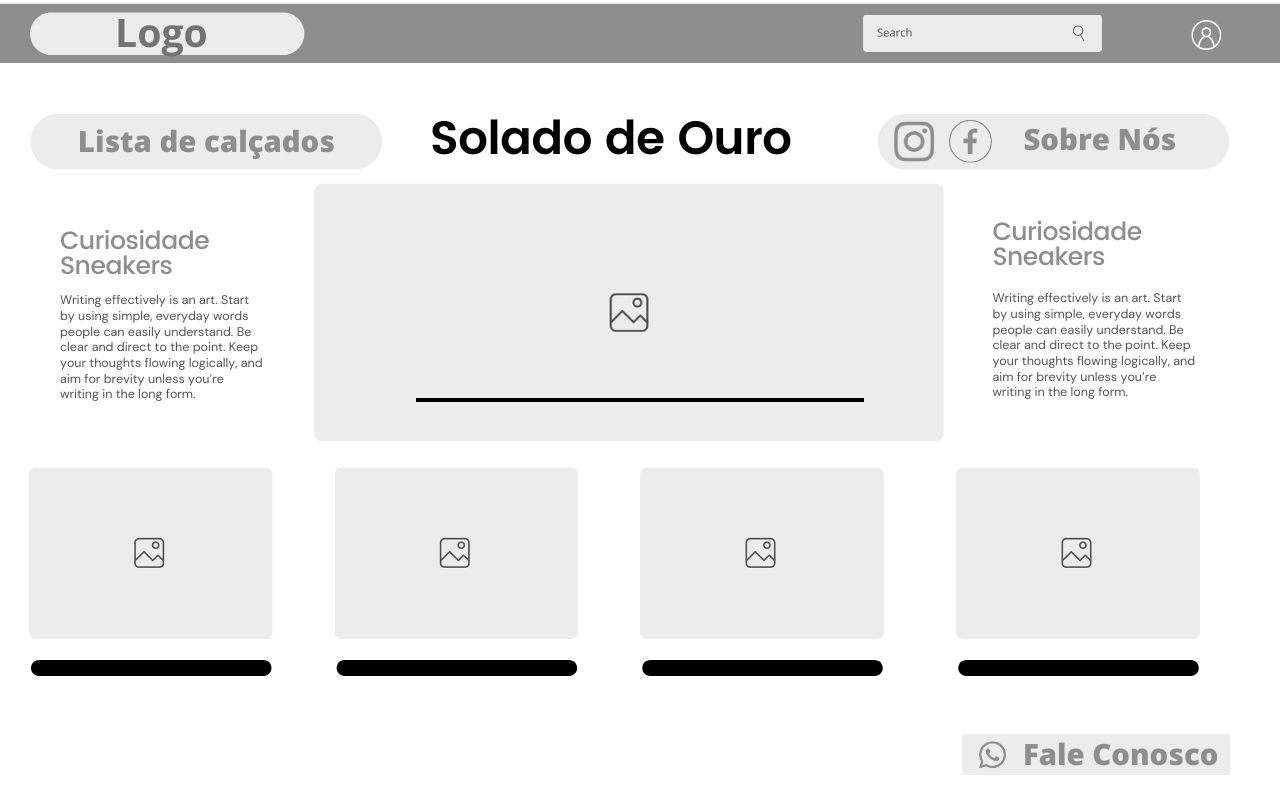 Logo
Search
Lista de calçados
Solado de Ouro
Sobre Nós
Curiosidade
Sneakers
Writing effectively is an art. Start
by using simple, everyday words
people can easily understand. Be
clear and direct to the point. Keep
your thoughts flowing logically, and
aim for brevity unless you’re
writing in the long form.
Curiosidade
Sneakers
Writing effectively is an art. Start
by using simple, everyday words
people can easily understand. Be
clear and direct to the point. Keep
your thoughts flowing logically, and
aim for brevity unless you’re
writing in the long form.
Fale Conosco